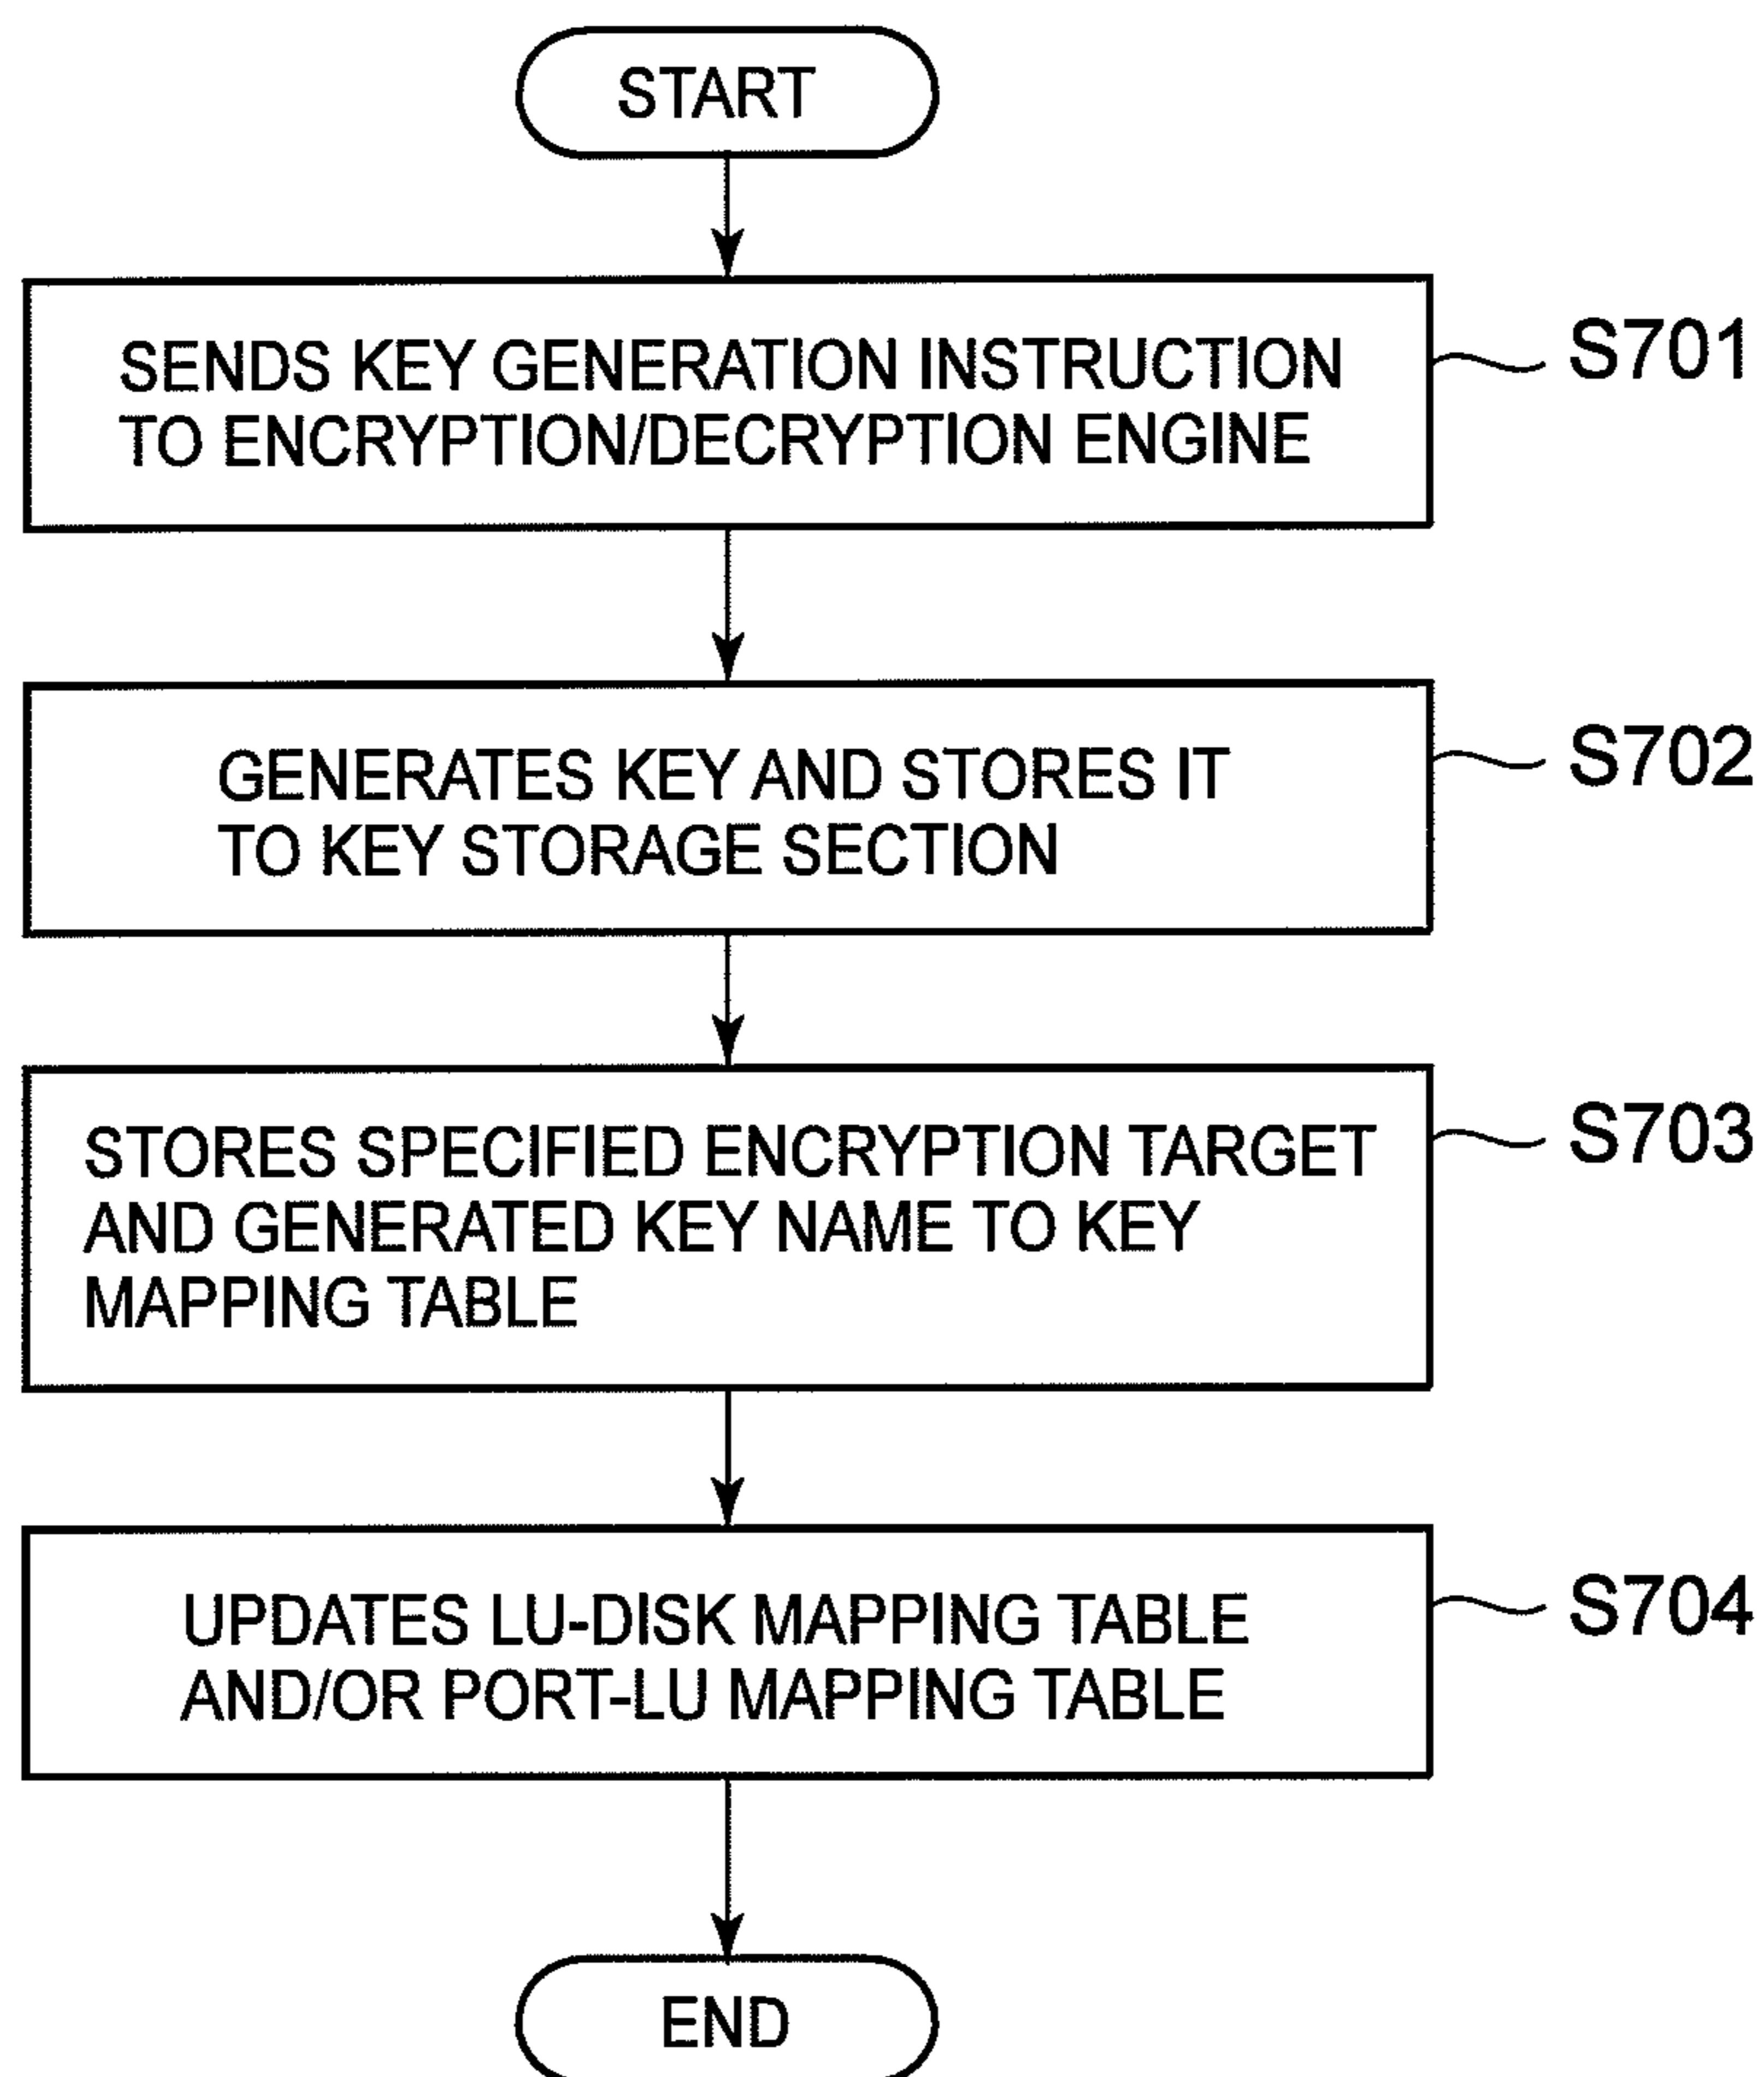 START
SENDS KEY GENERATION INSTRUCTION
TO ENCRYPTION/DECRYPTION ENGINE
S701
GENERATES KEY AND STORES IT
TO KEY STORAGE SECTION
S702
STORES SPECIFIED ENCRYPTION TARGET
AND GENERATED KEY NAME TO KEY
MAPPING TABLE
S703
UPDATES LU-DISK MAPPING TABLE
AND/OR PORT-LU MAPPING TABLE
S704
END